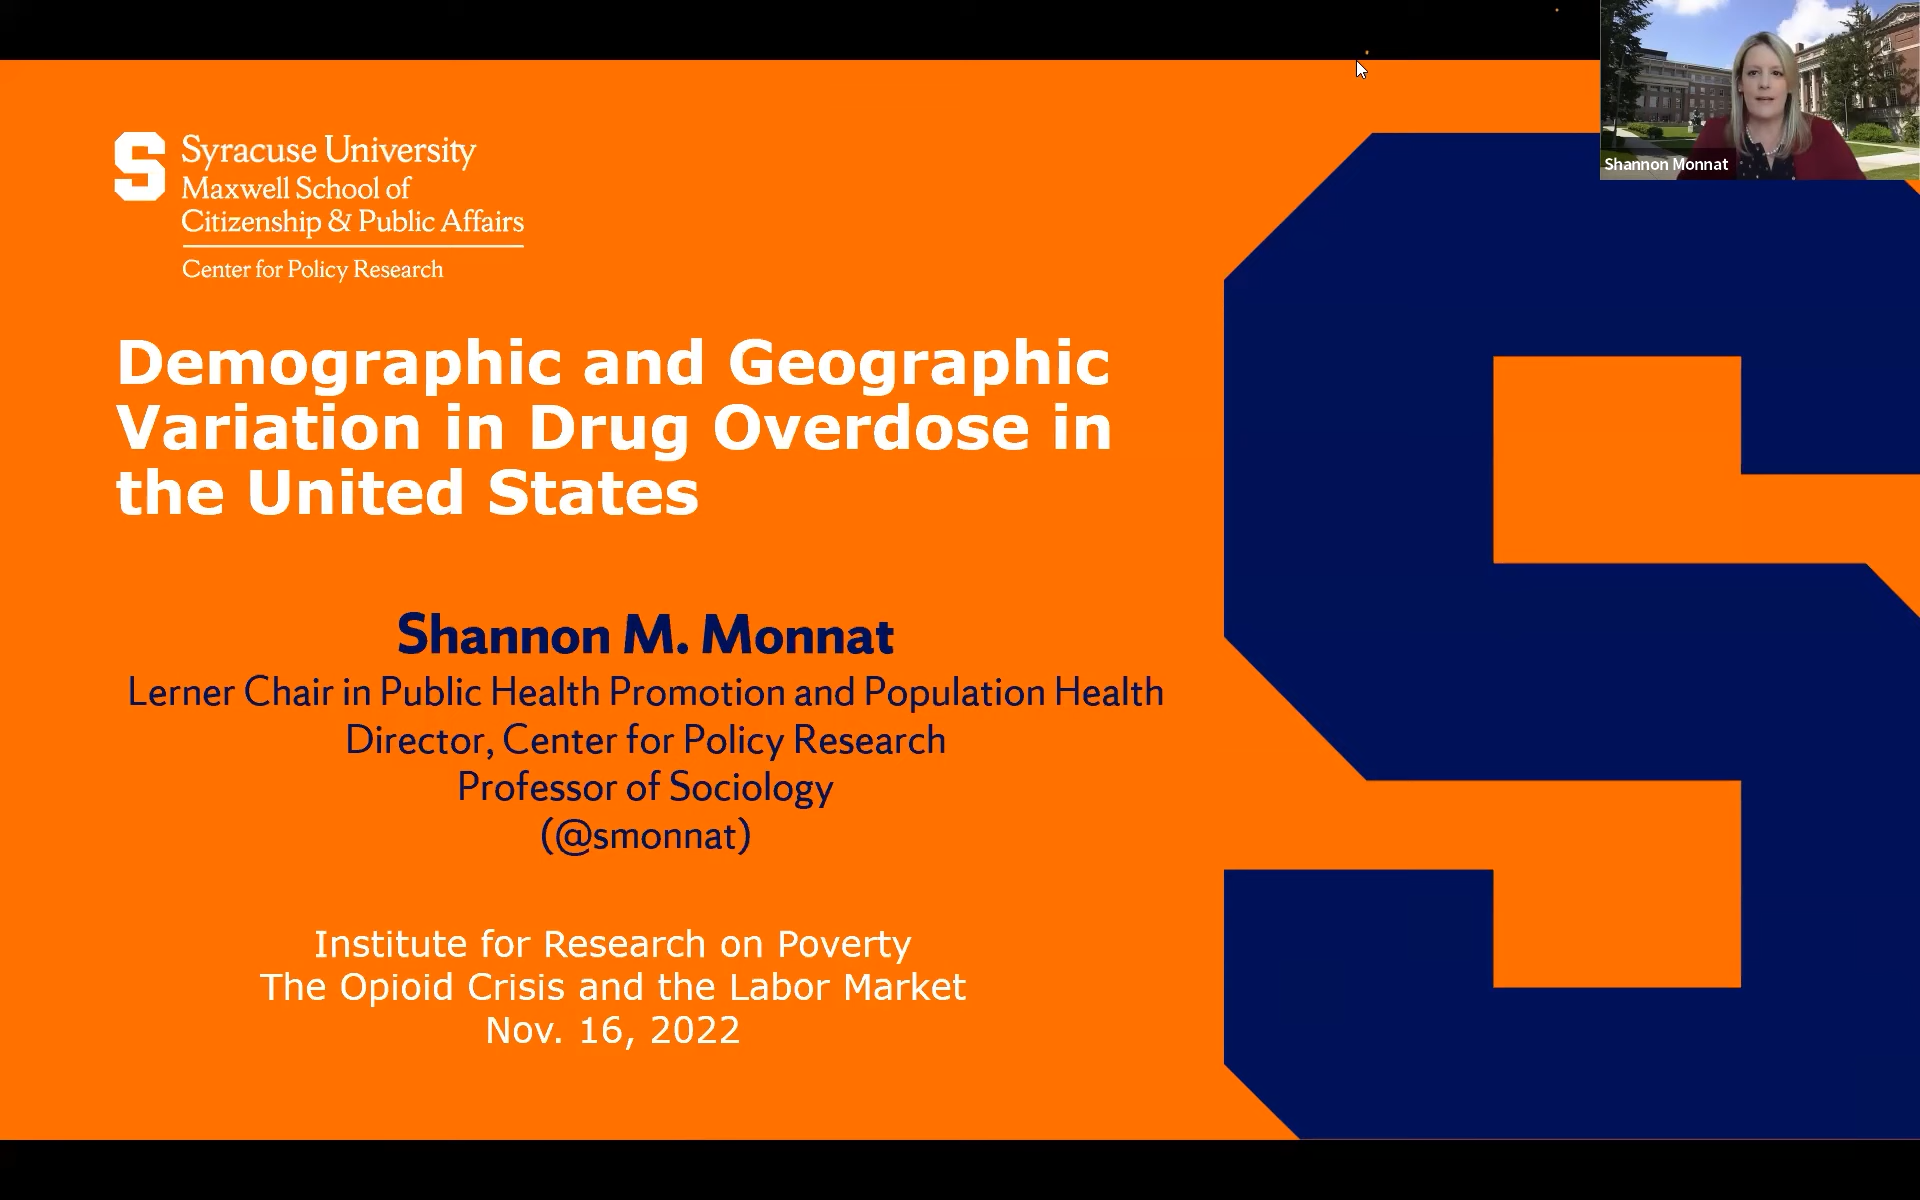 Syracuse University
Maxwell School of
Citizenship & Public Affairs
Center for Policy Research
Demographic and Geographic
Variation in Drug Overdose in
the United States
Shannon M. Monnat
Lerner Chair in Public Health Promotion and Population Health
Director, Center for Policy Research
Professor of Sociology
(@smonnat)
Institute for Research on Poverty
The Opioid Crisis and the Labor Market
Nov. 16, 2022
Shannon Monnat